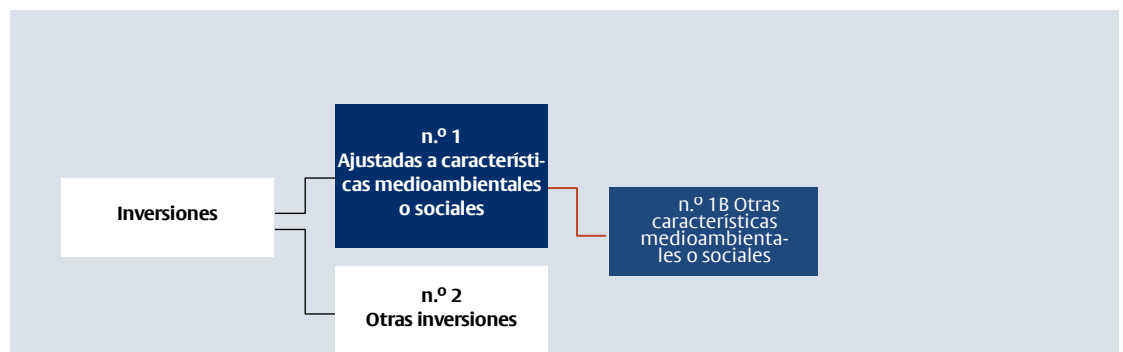 Inversiones
n.º 1
Ajustadas a característi-
cas medioambientales
o sociales
n.º 1B Otras
características
medioambienta-
les o sociales
n.º 2
Otras inversiones